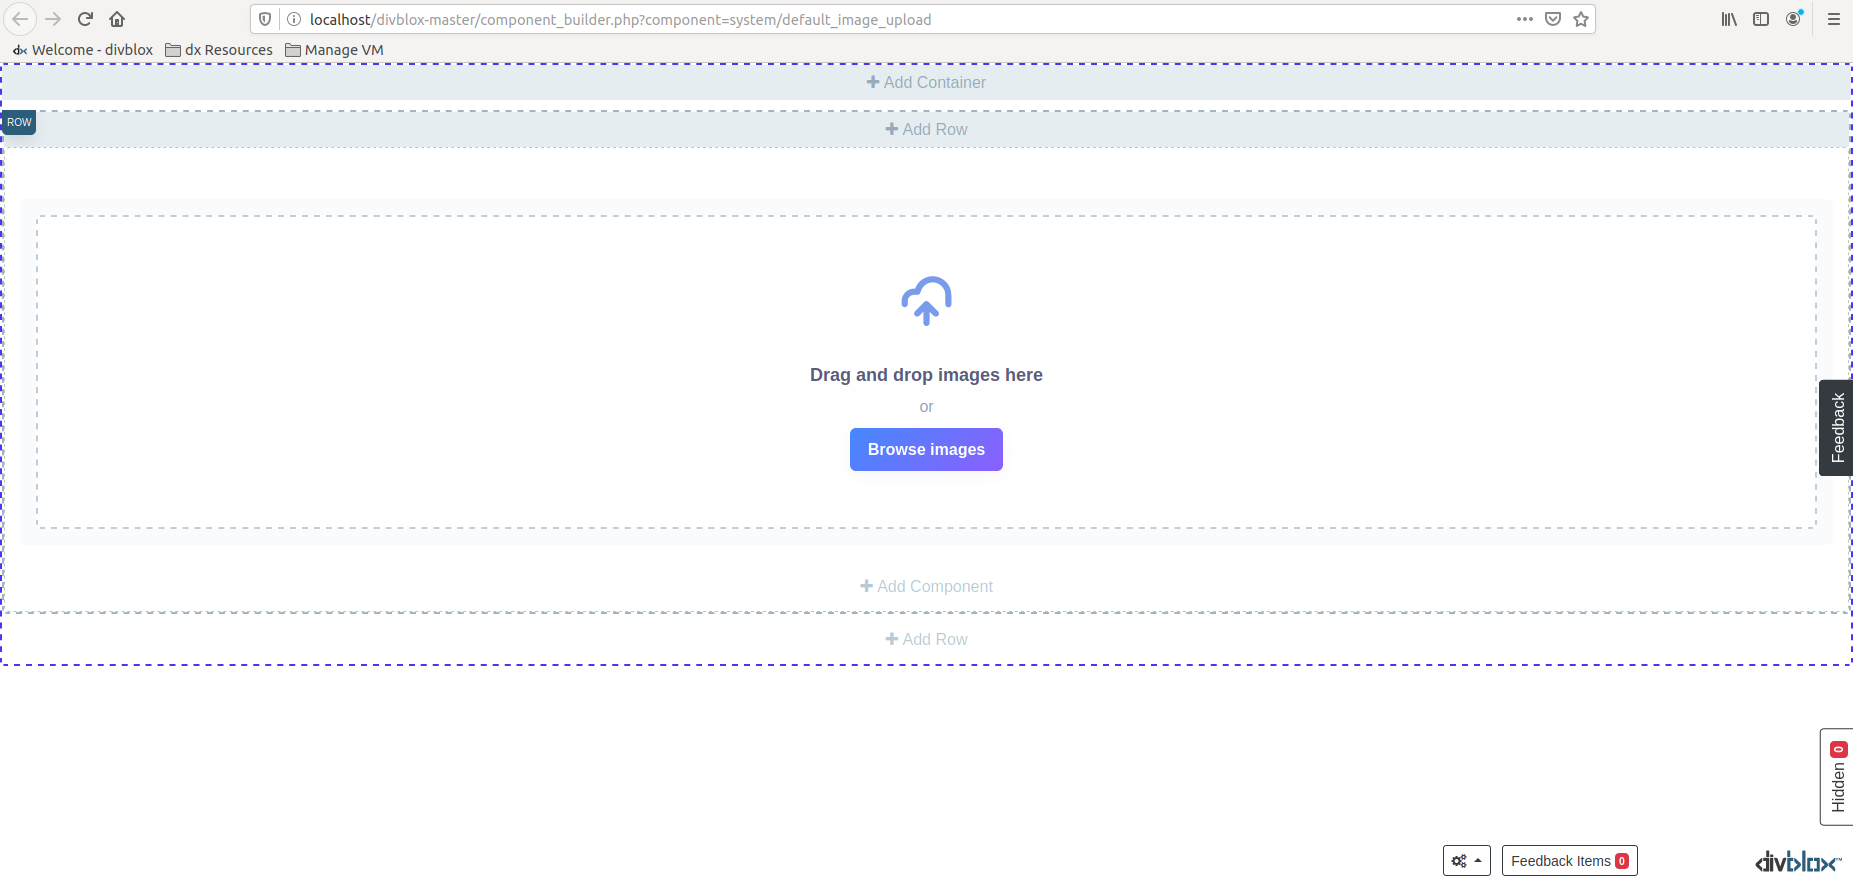 localhost/divblox-master/component_builder.php?component=system/default_image_upload
Welcome - divblox dx Resources Manage VM
Add Container
ROW
Add Row
Drag and drop images here
or
Browse images
Feedback
Add Component
Add Row
Hidden 0
Feedback Items 0
divblox™